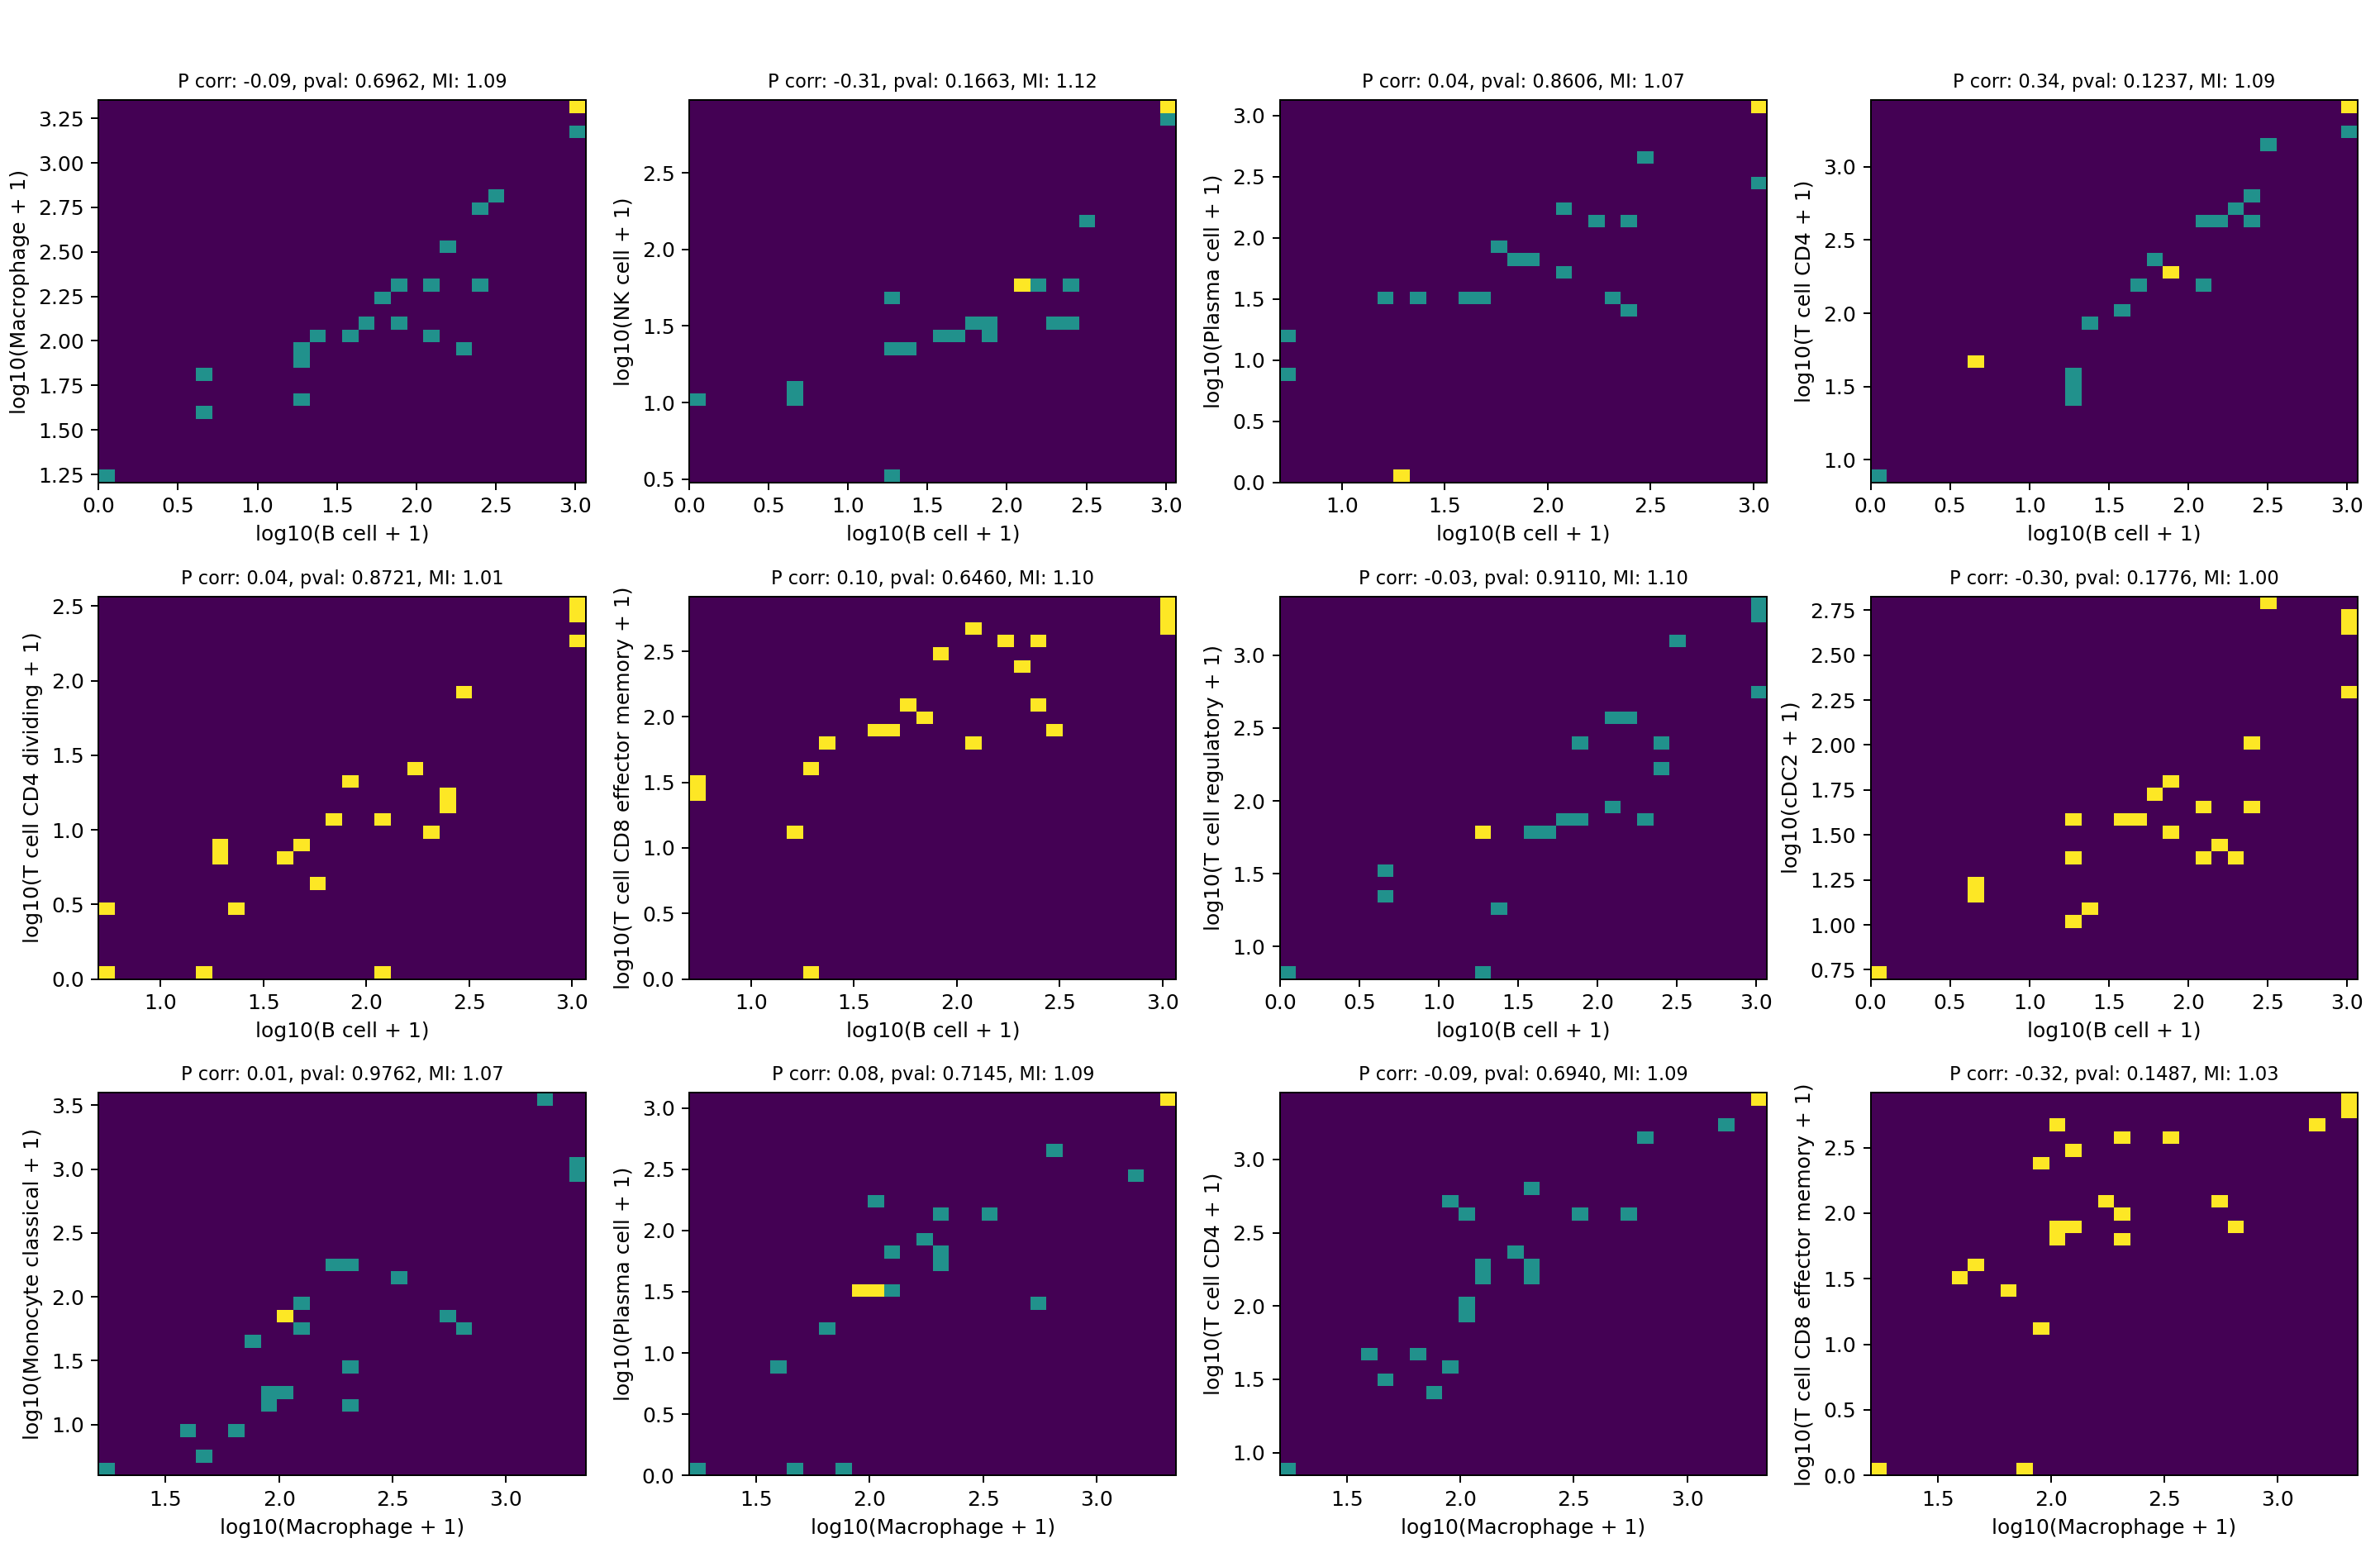 P corr: -0.09, pval: 0.6962, MI: 1.09
log10(Macrophage + 1)
3.25
3.00
2.75
2.50
2.25
2.00
1.75
1.50
1.25
0.0 0.5 1.0 1.5 2.0 2.5 3.0
log10(B cell + 1)
P corr: -0.31, pval: 0.1663, MI: 1.12
log10(NK cell + 1)
2.5
2.0
1.5
1.0
0.5
0.0 0.5 1.0 1.5 2.0 2.5 3.0
log10(B cell + 1)
P corr: 0.04, pval: 0.8606, MI: 1.07
log10(Plasma cell + 1)
3.0
2.5
2.0
1.5
1.0
0.5
0.0
1.0 1.5 2.0 2.5 3.0
log10(B cell + 1)
P corr: 0.34, pval: 0.1237, MI: 1.09
log10(T cell CD4 + 1)
3.0
2.5
2.0
1.5
1.0
0.0 0.5 1.0 1.5 2.0 2.5 3.0
log10(B cell + 1)
P corr: 0.04, pval: 0.8721, MI: 1.01
log10(T cell CD4 dividing + 1)
2.5
2.0
1.5
1.0
0.5
0.0
1.0 1.5 2.0 2.5 3.0
log10(B cell + 1)
P corr: 0.10, pval: 0.6460, MI: 1.10
log10(T cell CD8 effector memory + 1)
2.5
2.0
1.5
1.0
0.5
0.0
1.0 1.5 2.0 2.5 3.0
log10(B cell + 1)
P corr: -0.03, pval: 0.9110, MI: 1.10
log10(T cell regulatory + 1)
3.0
2.5
2.0
1.5
1.0
0.0 0.5 1.0 1.5 2.0 2.5 3.0
log10(B cell + 1)
P corr: -0.30, pval: 0.1776, MI: 1.00
log10(cDC2 + 1)
2.75
2.50
2.25
2.00
1.75
1.50
1.25
1.00
0.75
0.0 0.5 1.0 1.5 2.0 2.5 3.0
log10(B cell + 1)
P corr: 0.01, pval: 0.9762, MI: 1.07
log10(Monocyte classical + 1)
3.5
3.0
2.5
2.0
1.5
1.0
1.5 2.0 2.5 3.0
log10(Macrophage + 1)
P corr: 0.08, pval: 0.7145, MI: 1.09
log10(Plasma cell + 1)
3.0
2.5
2.0
1.5
1.0
0.5
0.0
1.5 2.0 2.5 3.0
log10(Macrophage + 1)
P corr: -0.09, pval: 0.6940, MI: 1.09
log10(T cell CD4 + 1)
3.0
2.5
2.0
1.5
1.0
1.5 2.0 2.5 3.0
log10(Macrophage + 1)
P corr: -0.32, pval: 0.1487, MI: 1.03
log10(T cell CD8 effector memory + 1)
2.5
2.0
1.5
1.0
0.5
0.0
1.5 2.0 2.5 3.0
log10(Macrophage + 1)